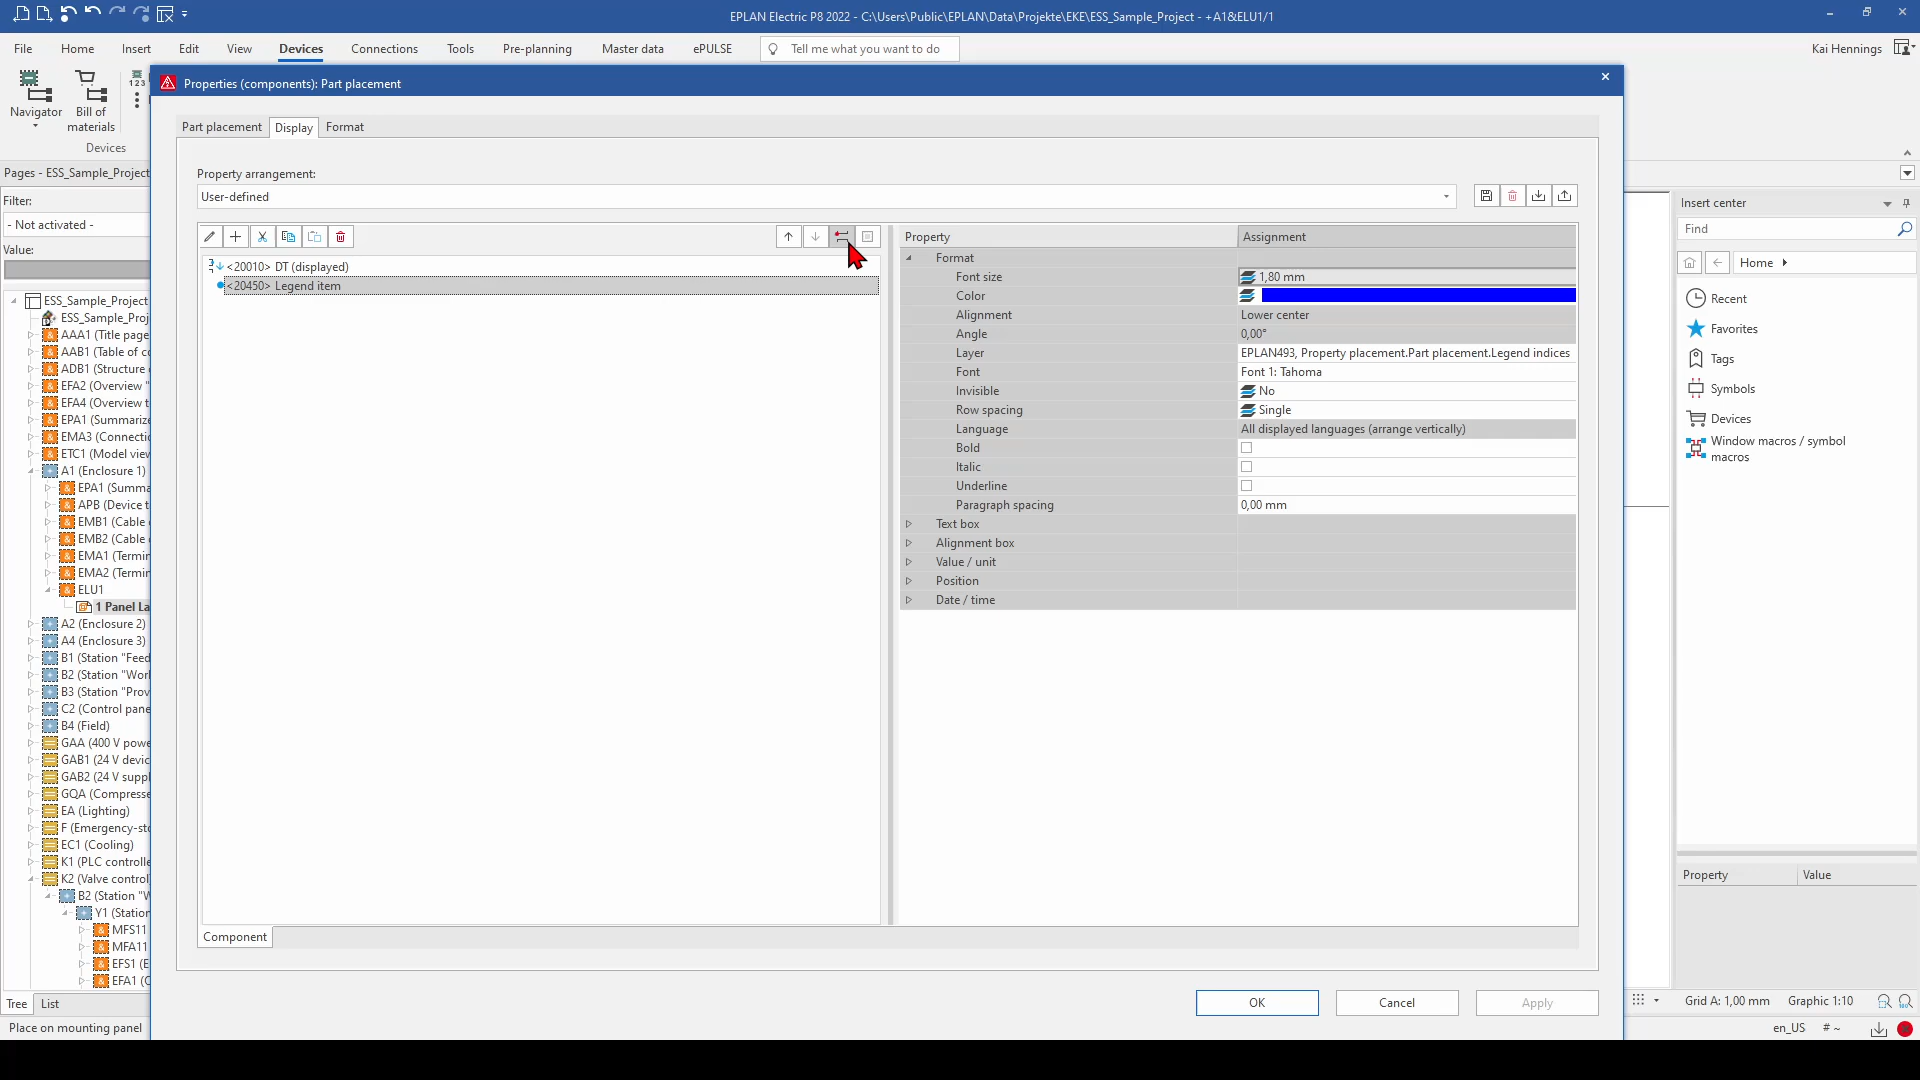 EPLAN Electric P8 2022 - C:\Users\Public\EPLAN\Data\Projekte\EKE\ESS_Sample_Project - +A1&ELU1/1
File Home Insert Edit View Devices Connections Tools Pre-planning Master data ePULSE Tell me what you want to do Kai Hennings
Navigator
Bill of
materials
123
Devices
Pages - ESS_Sample_Project
Filter:
- Not activated -
Value:
ESS_Sample_Project
ESS_Sample_Proj
AAA1 (Title page
AAB1 (Table of co
ADB1 (Structure
EFA2 (Overview "
EFA4 (Overview t
EPA1 (Summarize
EMA3 (Connectio
ETC1 (Model view
A1 (Enclosure 1)
EPA1 (Summa
APB (Device t
EMB1 (Cable
EMB2 (Cable
EMA1 (Termin
EMA2 (Termin
ELU1
1 Panel La
A2 (Enclosure 2)
A4 (Enclosure 3)
B1 (Station "Feed
B2 (Station "Worl
B3 (Station "Prov
C2 (Control pane
B4 (Field)
GAA (400 V powe
GAB1 (24 V devic
GAB2 (24 V suppl
GQA (Compresse
EA (Lighting)
F (Emergency-sto
EC1 (Cooling)
K1 (PLC controlle
K2 (Valve control
B2 (Station "V
Y1 (Station
MFS11
MFA11
EFS1 (E
EFA1 (C
Tree List
Place on mounting panel
Properties (components): Part placement
Part placement Display Format
Property arrangement:
User-defined
<20010> DT (displayed)
<20450> Legend item
Component
Property Assignment
Format
Font size 1,80 mm
Color
Alignment Lower center
Angle 0,00°
Layer EPLAN493, Property placement.Part placement.Legend indices
Font Font 1: Tahoma
Invisible No
Row spacing Single
Language All displayed languages (arrange vertically)
Bold
Italic
Underline
Paragraph spacing 0,00 mm
Text box
Alignment box
Value / unit
Position
Date / time
OK Cancel Apply
Insert center
Find
Home
Recent
Favorites
Tags
Symbols
Devices
Window macros / symbol
macros
Property Value
Grid A: 1,00 mm Graphic 1:10
en_US # ~